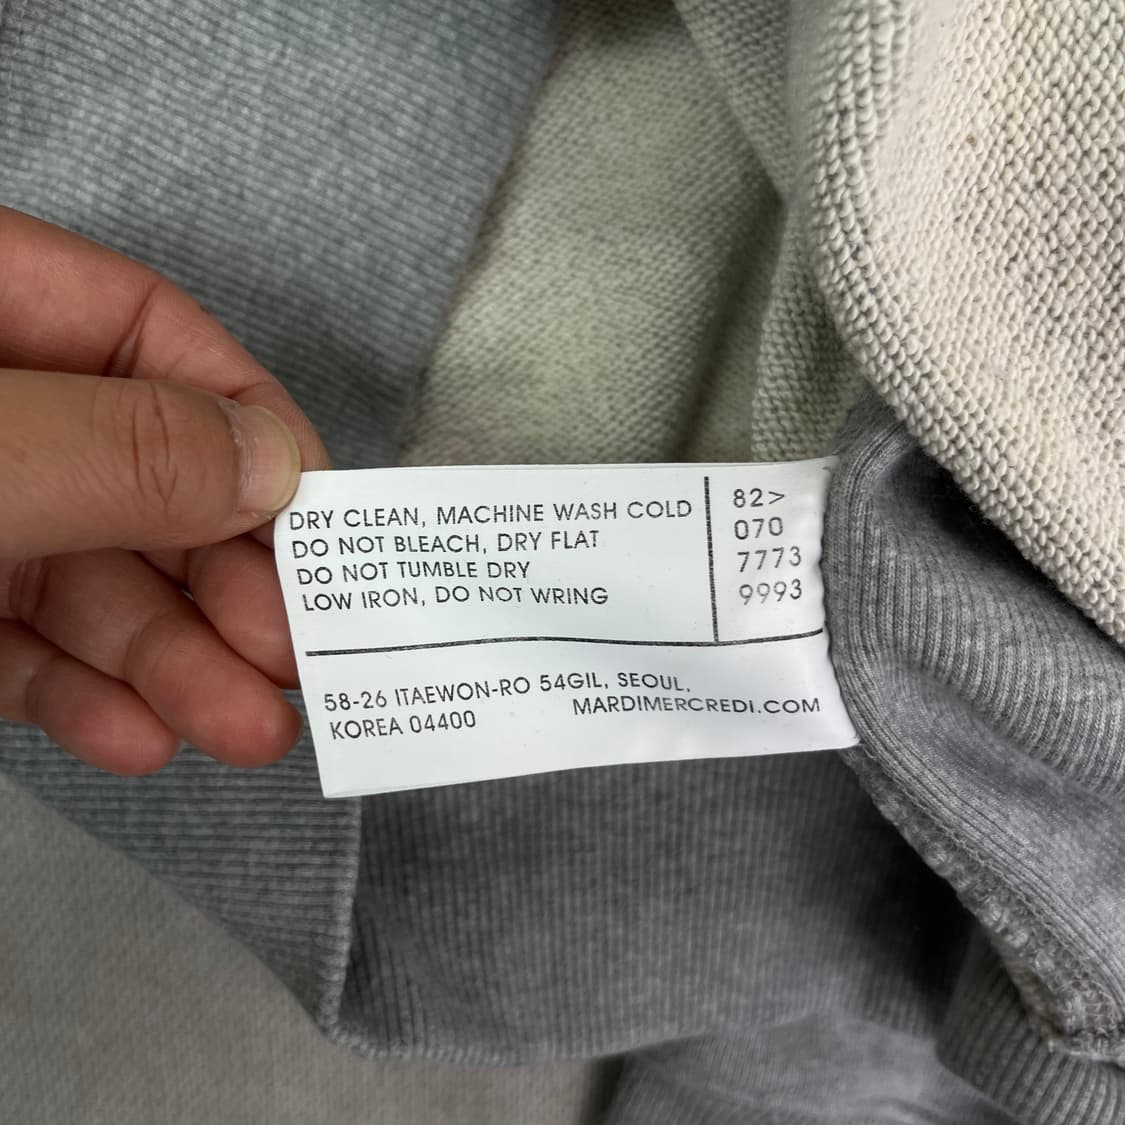 DRY CLEAN, MACHINE WASH COLD
DO NOT BLEACH, DRY FLAT
DO NOT TUMBLE DRY
LOW IRON, DO NOT WRING
82>
070
7773
9993
58-26 ITAEWON-RO 54GIL, SEOUL,
KOREA 04400
MARDIMERCREDI.COM